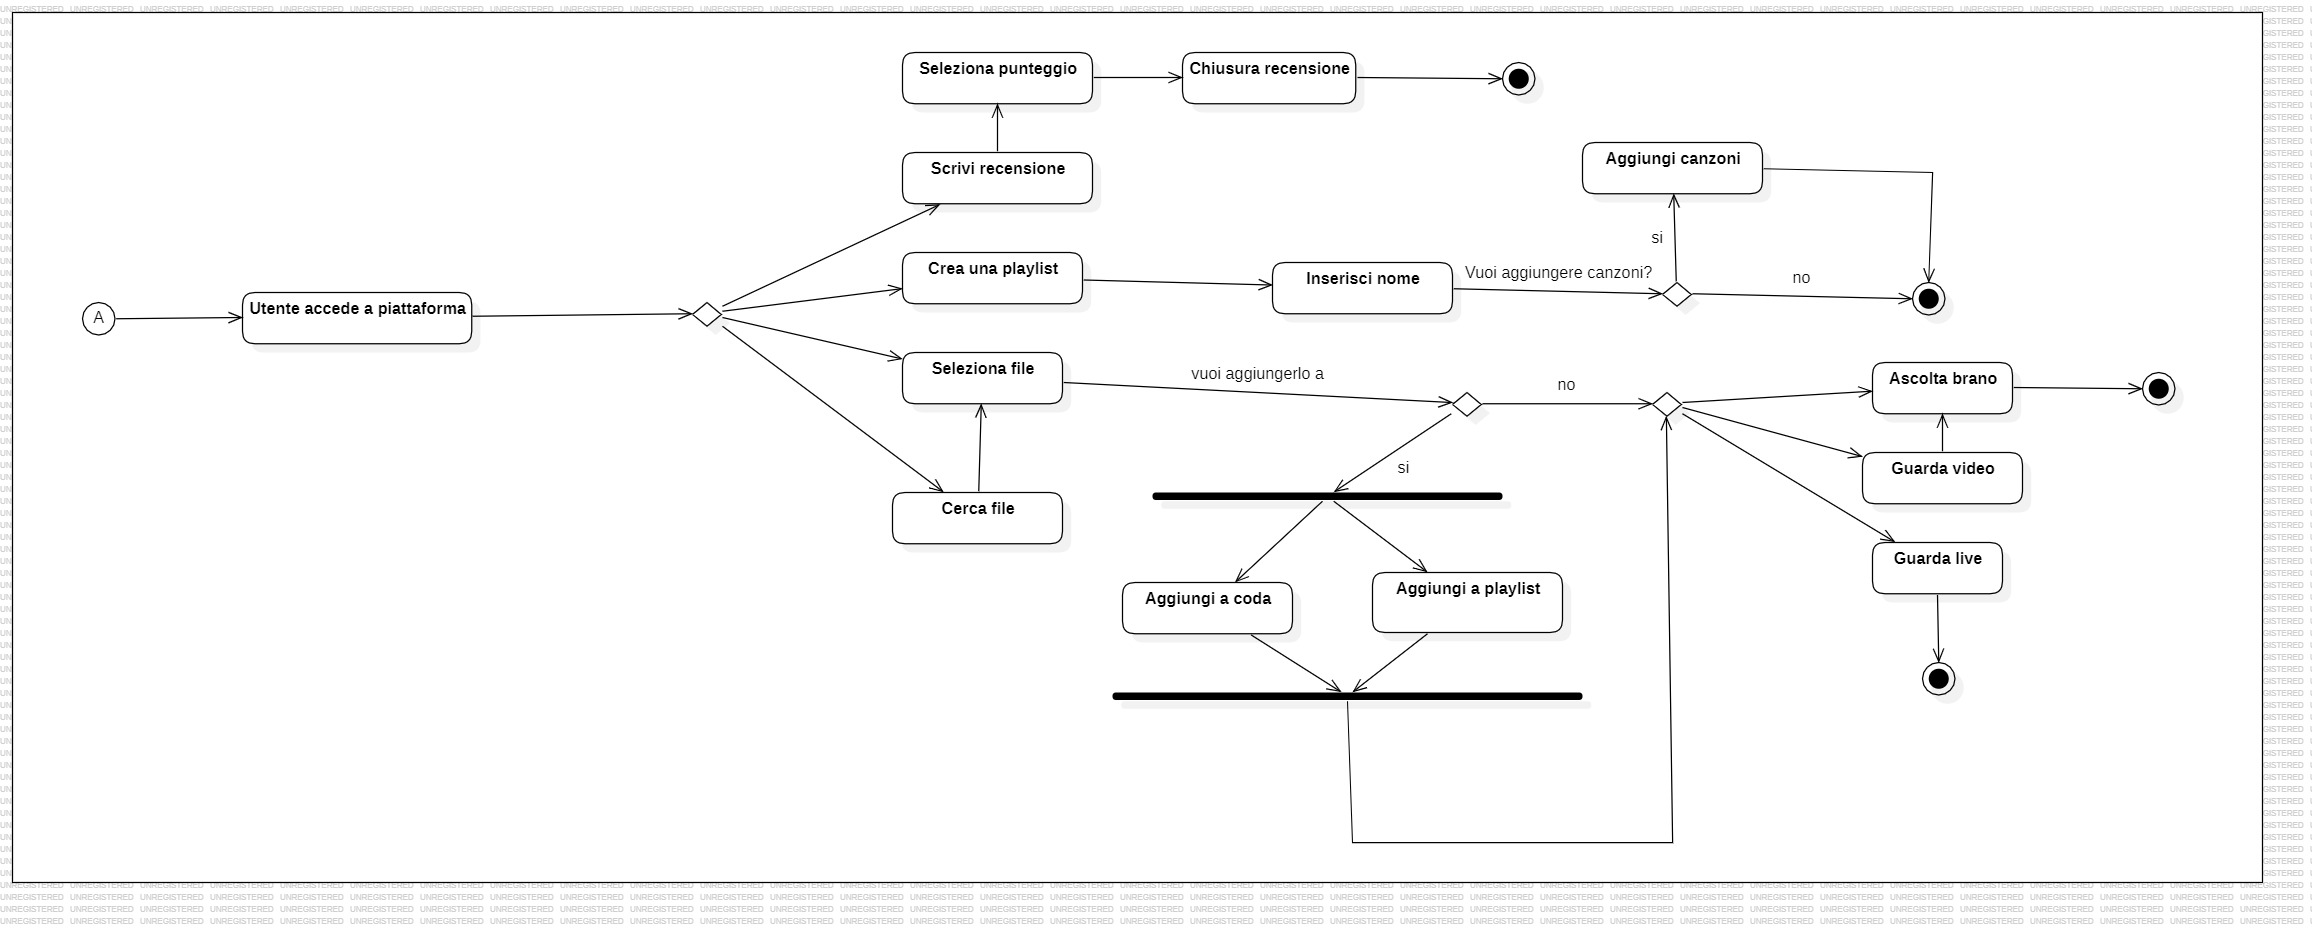 Seleziona punteggio
Chiusura recensione
Scrivi recensione
Aggiungi canzoni
si
Crea una playlist
Inserisci nome
Vuoi aggiungere canzoni?
no
A
Utente accede a piattaforma
Seleziona file
vuoi aggiungerlo a
no
Ascolta brano
si
Guarda video
Cerca file
Guarda live
Aggiungi a coda
Aggiungi a playlist
UNREGISTERED